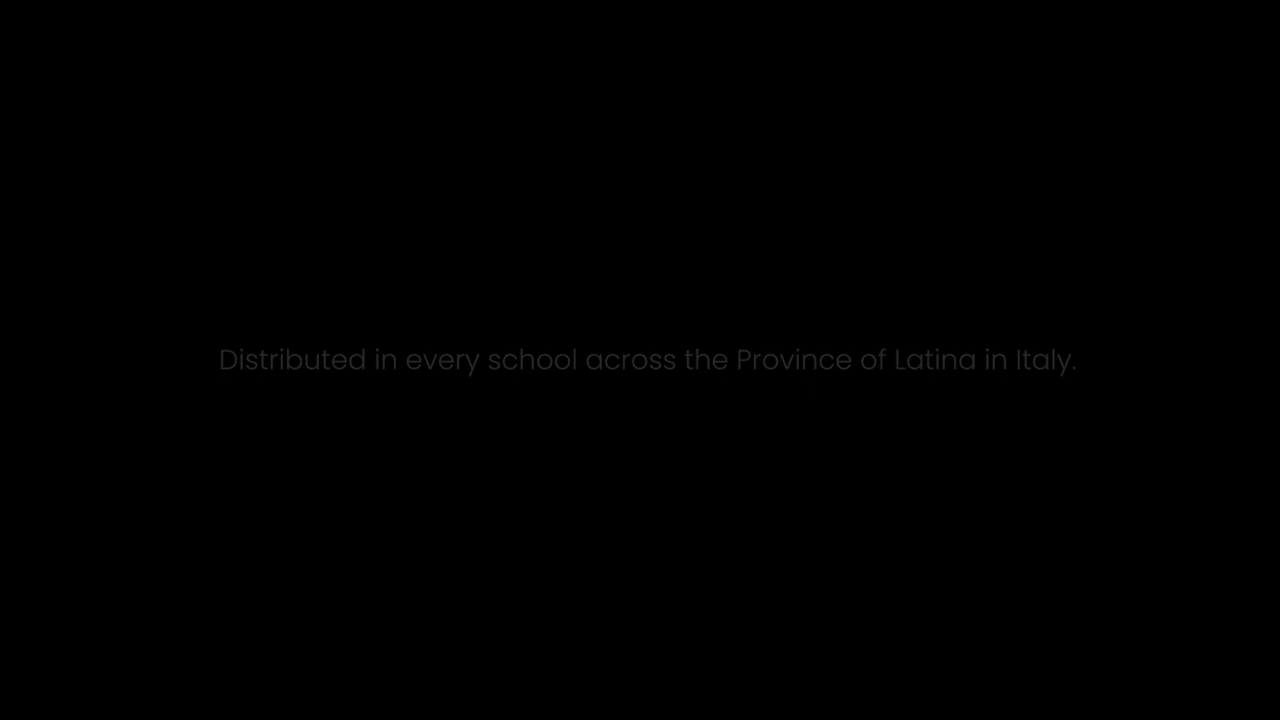 Distributed in every school across the Province of Latina in Italy.